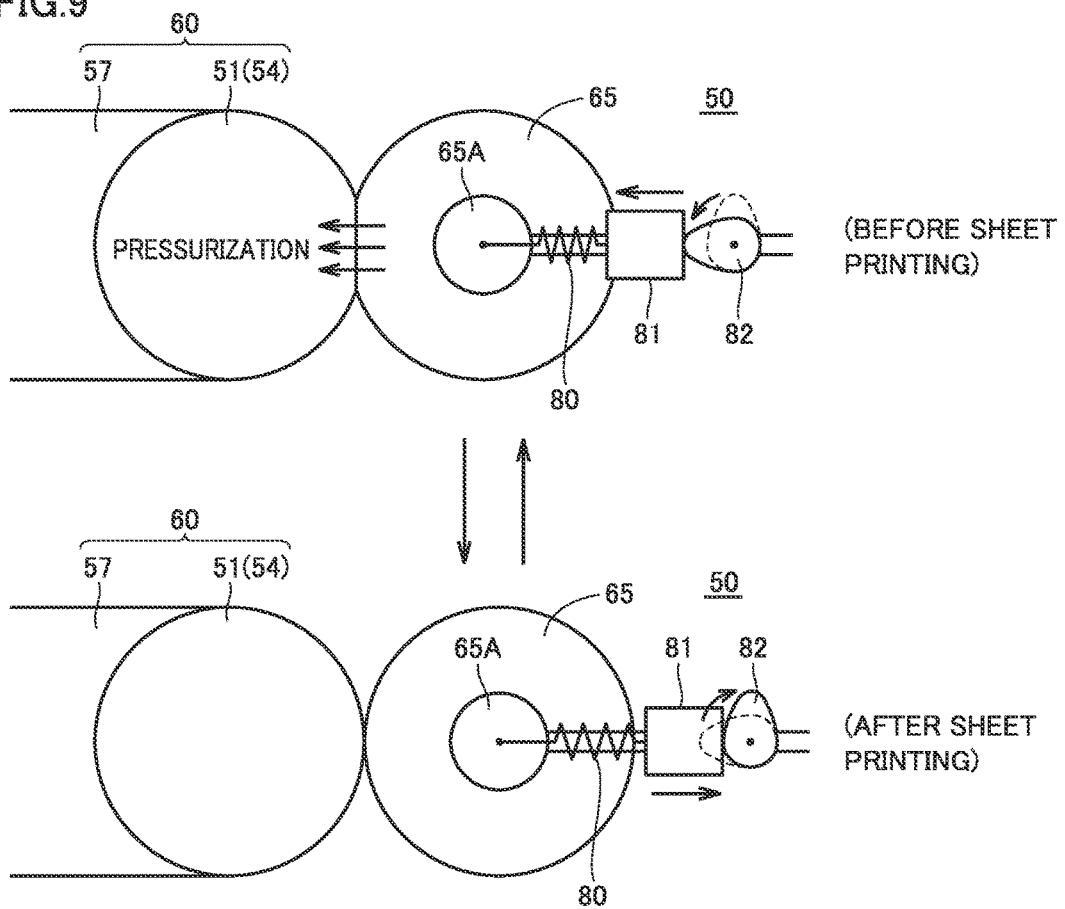 FIG.9
60
57
51(54)
65
50
65A
PRESSURIZATION
(BEFORE SHEET
PRINTING)
81
82
80
60
57
51(54)
65
50
65A
81
82
(AFTER SHEET
PRINTING)
80